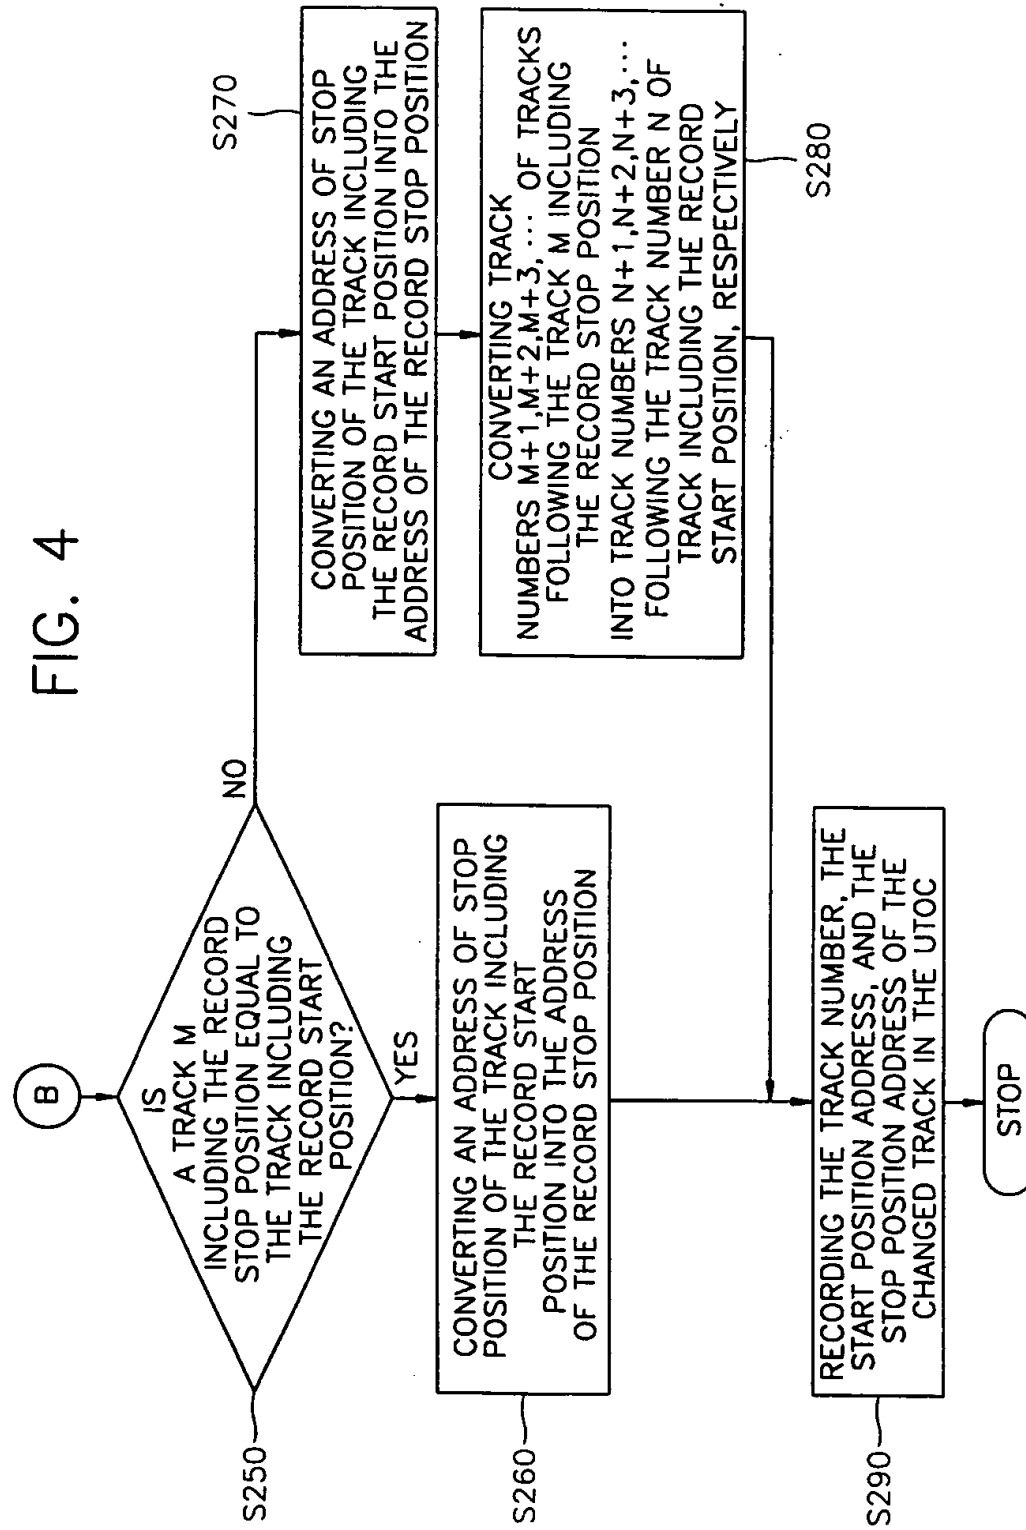 FIG. 4
B
IS
A TRACK M
INCLUDING THE RECORD
STOP POSITION EQUAL TO
THE TRACK INCLUDING
THE RECORD START
POSITION?
S250
NO
YES
CONVERTING AN ADDRESS OF STOP
POSITION OF THE TRACK INCLUDING
THE RECORD START
POSITION INTO THE ADDRESS
OF THE RECORD STOP POSITION
S260
CONVERTING AN ADDRESS OF STOP
POSITION OF THE TRACK INCLUDING
THE RECORD START POSITION INTO THE
ADDRESS OF THE RECORD STOP POSITION
S270
CONVERTING TRACK
NUMBERS M+1,M+2,M+3, ... OF TRACKS
FOLLOWING THE TRACK M INCLUDING
THE RECORD STOP POSITION
INTO TRACK NUMBERS N+1,N+2,N+3, ...
FOLLOWING THE TRACK NUMBER N OF
TRACK INCLUDING THE RECORD
START POSITION, RESPECTIVELY
S280
RECORDING THE TRACK NUMBER, THE
START POSITION ADDRESS, AND THE
STOP POSITION ADDRESS OF THE
CHANGED TRACK IN THE UTOC
S290
STOP